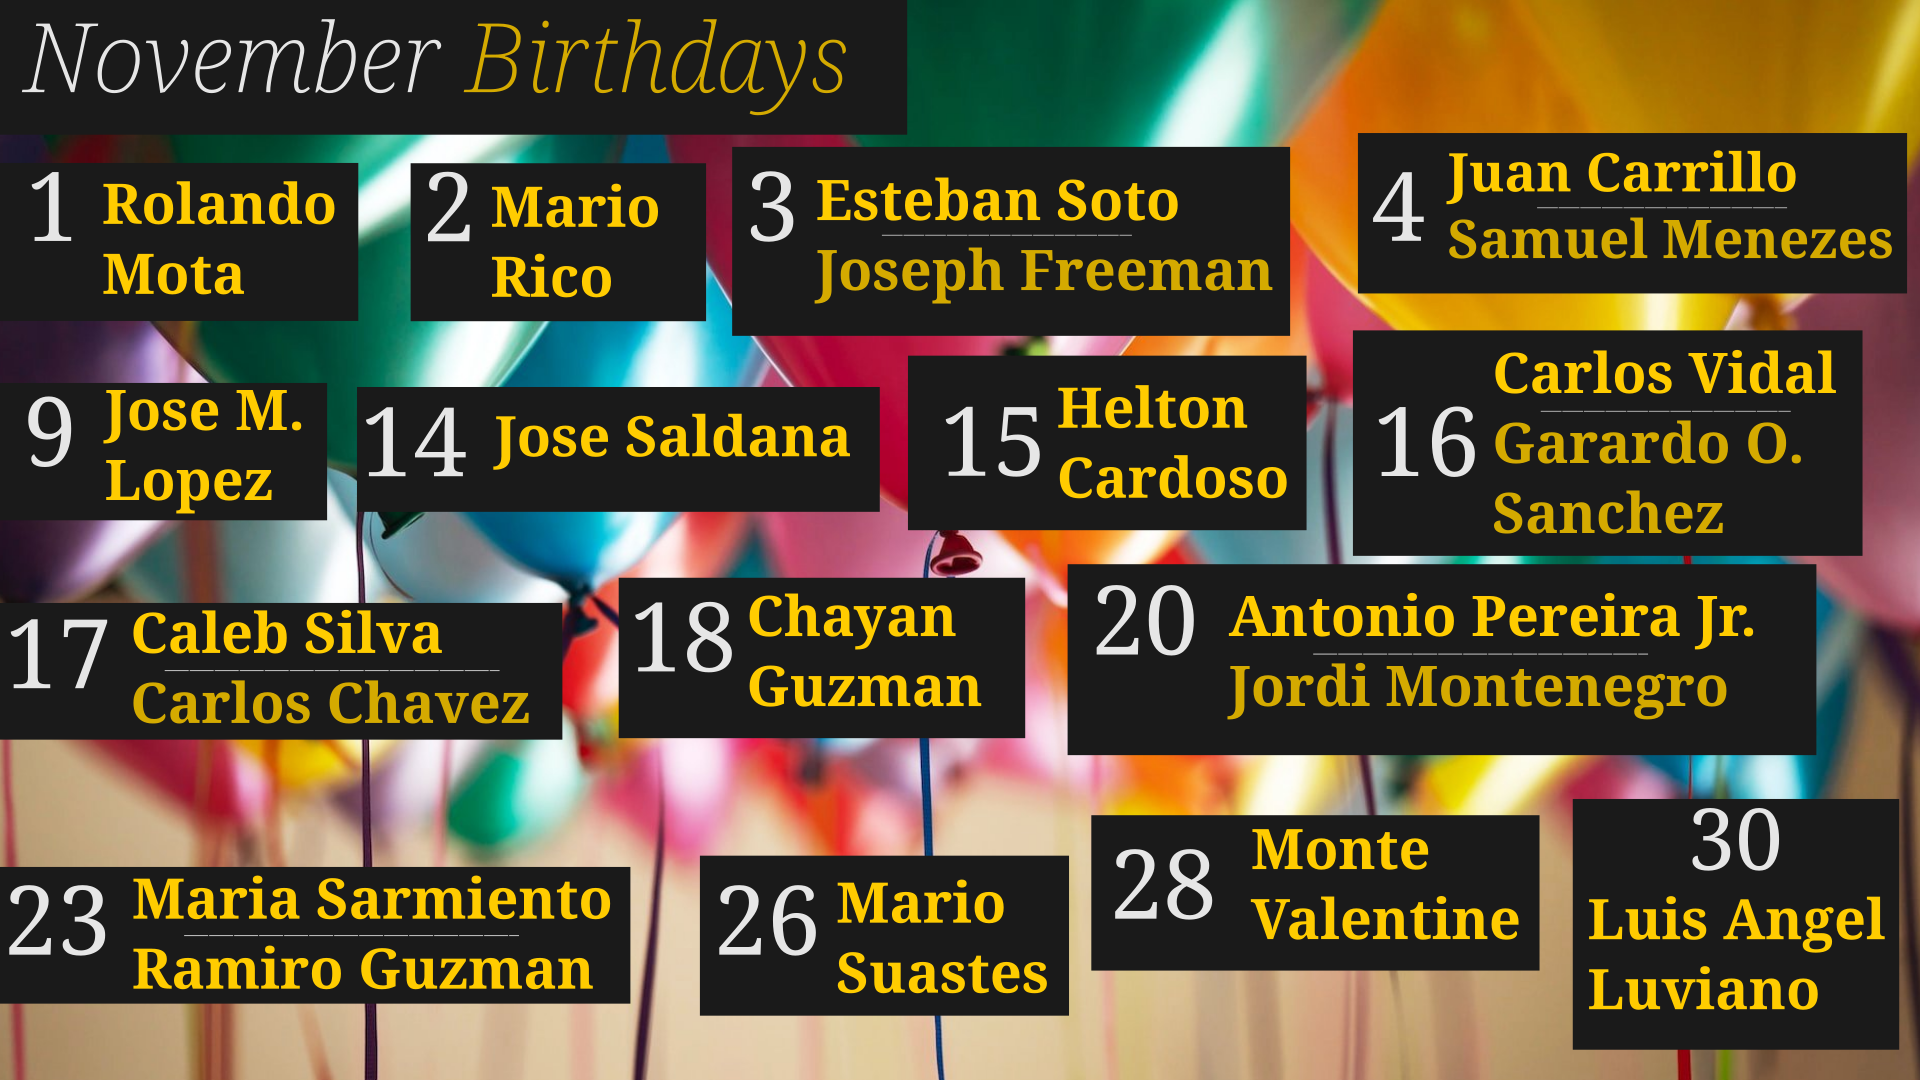 November Birthdays
1 Rolando
Mota
2 Mario
Rico
3 Esteban Soto
Joseph Freeman
4 Juan Carrillo
Samuel Menezes
9 Jose M.
Lopez
14 Jose Saldana
15 Helton
Cardoso
16 Carlos Vidal
Garardo O.
Sanchez
17 Caleb Silva
Carlos Chavez
18 Chayan
Guzman
20 Antonio Pereira Jr.
Jordi Montenegro
23 Maria Sarmiento
Ramiro Guzman
26 Mario
Suastes
28 Monte
Valentine
30
Luis Angel
Luviano